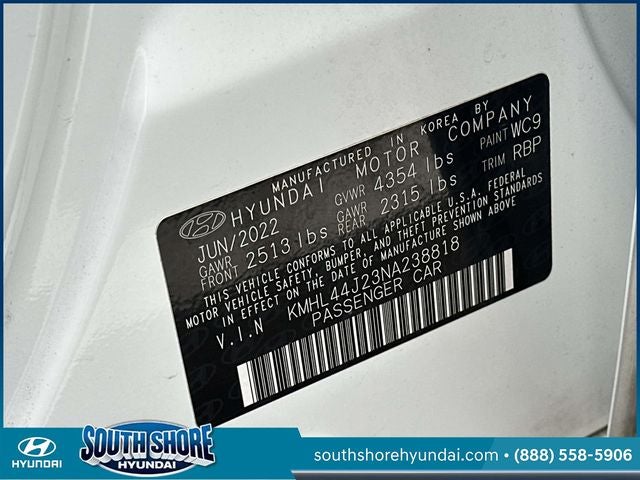 MANUFACTURED IN KOREA BY
HYUNDAI MOTOR COMPANY
JUN/2022 GVWR 4354 lbs PAINT WC9
GAWR FRONT 2513 lbs GAWR REAR 2315 lbs TRIM RBP
THIS VEHICLE CONFORMS TO ALL APPLICABLE U.S.A. FEDERAL
MOTOR VEHICLE SAFETY, BUMPER, AND THEFT PREVENTION STANDARDS
IN EFFECT ON THE DATE OF MANUFACTURE SHOWN ABOVE.
V.I.N KMHL44J23NA238818
PASSENGER CAR
HYUNDAI
SOUTH SHORE
HYUNDAI
southshorehyundai.com • (888) 558-5906